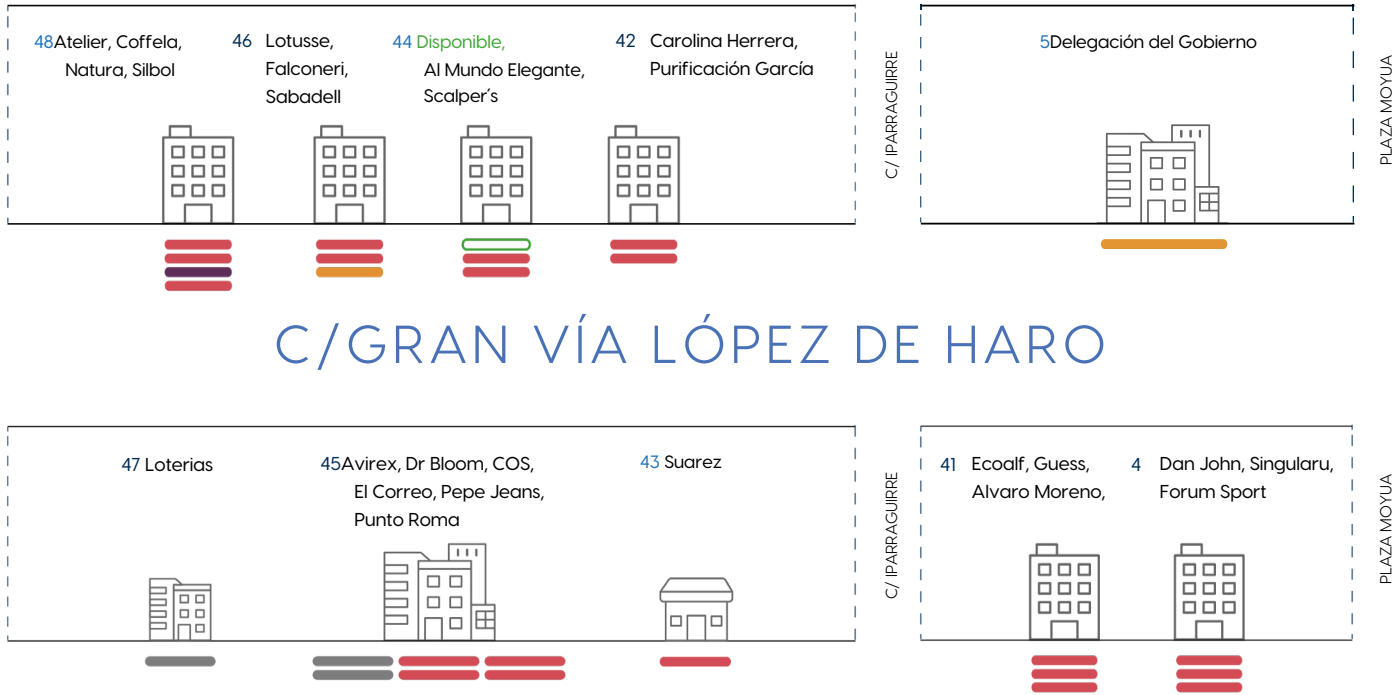 48Atelier, Coffela,
Natura, Silbol
46 Lotusse,
Falconeri,
Sabadell
44 Disponible,
Al Mundo Elegante,
Scalper´s
42 Carolina Herrera,
Purificación García
C/ IPARRAGUIRRE
5Delegación del Gobierno
PLAZA MOYUA
C/GRAN VÍA LÓPEZ DE HARO
47 Loterias
45Avirex, Dr Bloom, COS,
El Correo, Pepe Jeans,
Punto Roma
43 Suarez
C/ IPARRAGUIRRE
41 Ecoalf, Guess,
Alvaro Moreno,
4 Dan John, Singularu,
Forum Sport
PLAZA MOYUA